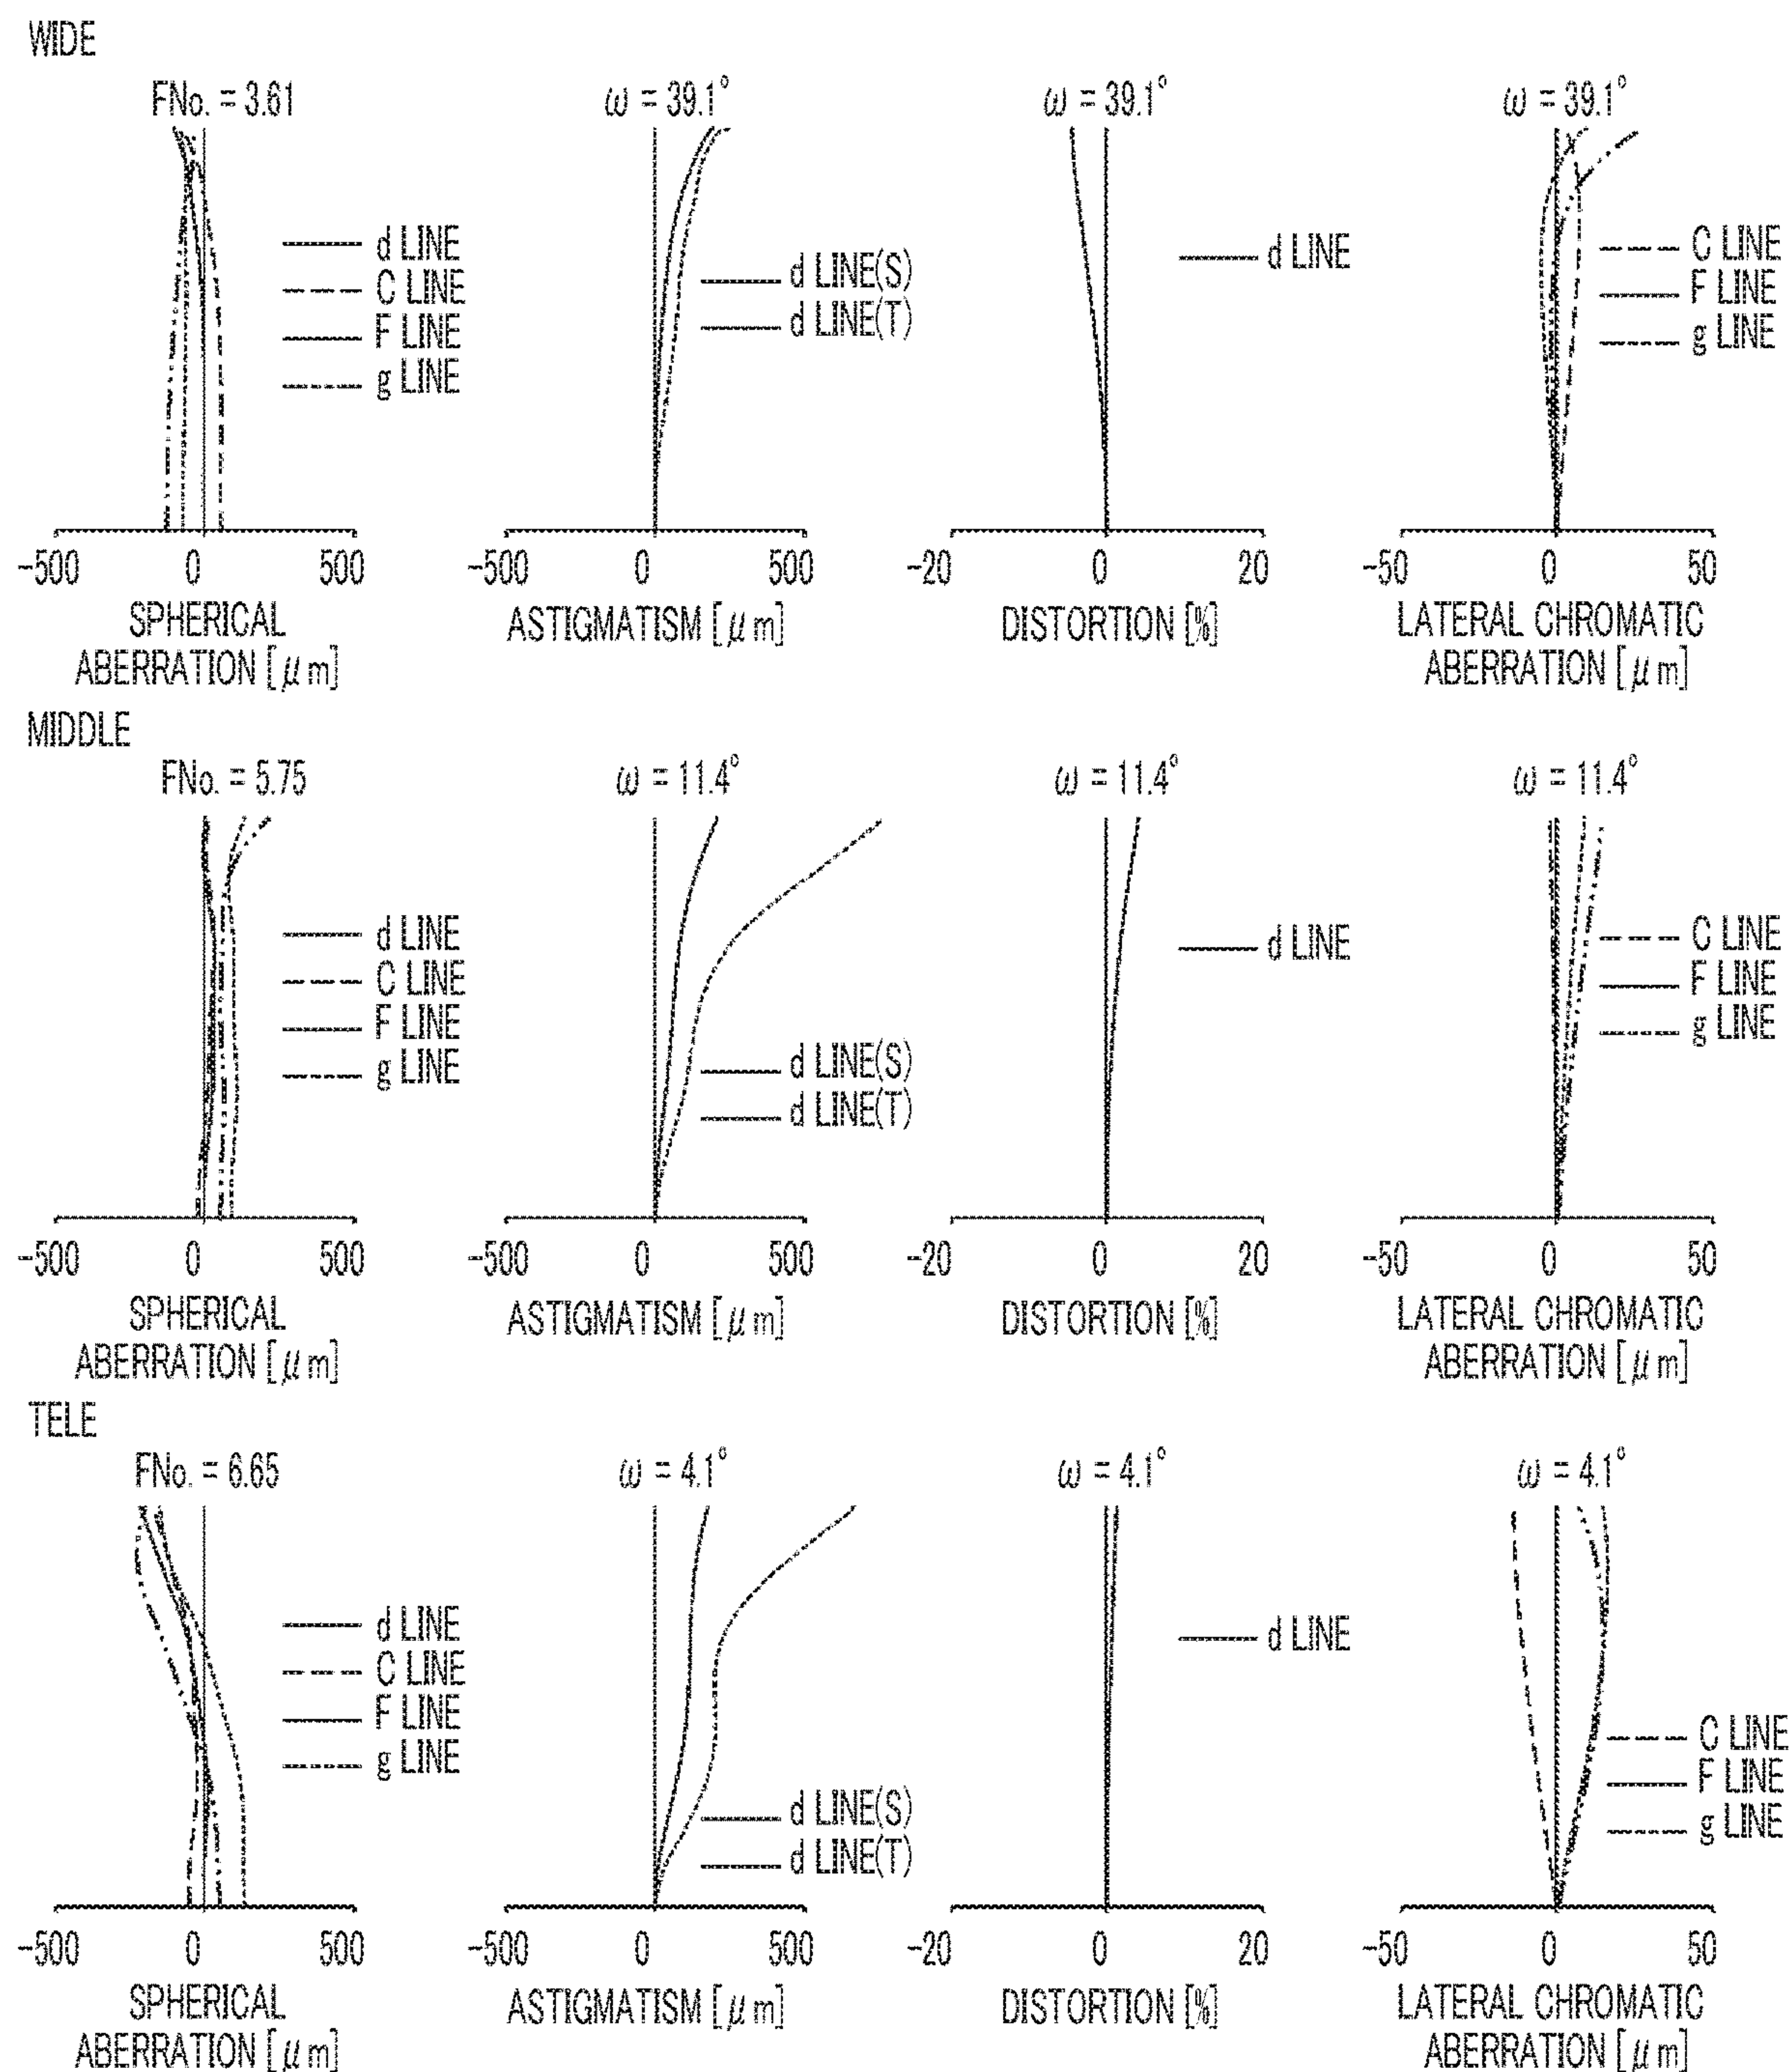 WIDE
FNo. = 3.61
ω = 39.1°
ω = 39.1°
ω = 39.1°
d LINE
C LINE
F LINE
g LINE
d LINE(S)
d LINE(T)
d LINE
C LINE
F LINE
g LINE
-500 0 500
-500 0 500
-20 0 20
-50 0 50
SPHERICAL
ABERRATION [μm]
ASTIGMATISM [μm]
DISTORTION [%]
LATERAL CHROMATIC
ABERRATION [μm]
MIDDLE
FNo. = 5.75
ω = 11.4°
ω = 11.4°
ω = 11.4°
d LINE
C LINE
F LINE
g LINE
d LINE(S)
d LINE(T)
d LINE
C LINE
F LINE
g LINE
-500 0 500
-500 0 500
-20 0 20
-50 0 50
SPHERICAL
ABERRATION [μm]
ASTIGMATISM [μm]
DISTORTION [%]
LATERAL CHROMATIC
ABERRATION [μm]
TELE
FNo. = 6.65
ω = 4.1°
ω = 4.1°
ω = 4.1°
d LINE
C LINE
F LINE
g LINE
d LINE(S)
d LINE(T)
d LINE
C LINE
F LINE
g LINE
-500 0 500
-500 0 500
-20 0 20
-50 0 50
SPHERICAL
ABERRATION [μm]
ASTIGMATISM [μm]
DISTORTION [%]
LATERAL CHROMATIC
ABERRATION [μm]